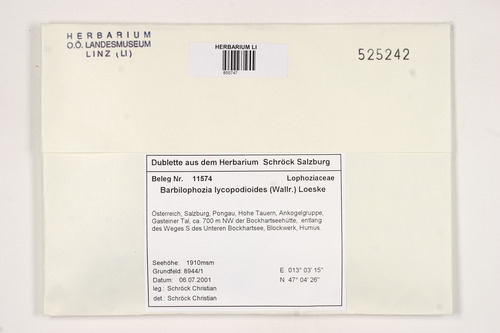 HERBARIUM
O.Ö. LANDESMUSEUM
LINZ (LI)
HERBARIUM LI
855747
525242
Dublette aus dem Herbarium Schröck Salzburg
Beleg Nr. 11574 Lophoziaceae
Barbilophozia lycopodioides (Wallr.) Loeske
Österreich, Salzburg, Pongau, Hohe Tauern, Ankogelgruppe,
Gasteiner Tal, ca. 700 m NW der Bockhartseehütte, entlang
des Weges S des Unteren Bockhartsee, Blockwerk, Humus.
Seehöhe: 1910msm
Grundfeld: 8944/1 E 013° 03' 15"
Datum: 06.07.2001 N 47° 04' 26"
leg.: Schröck Christian
det.: Schröck Christian